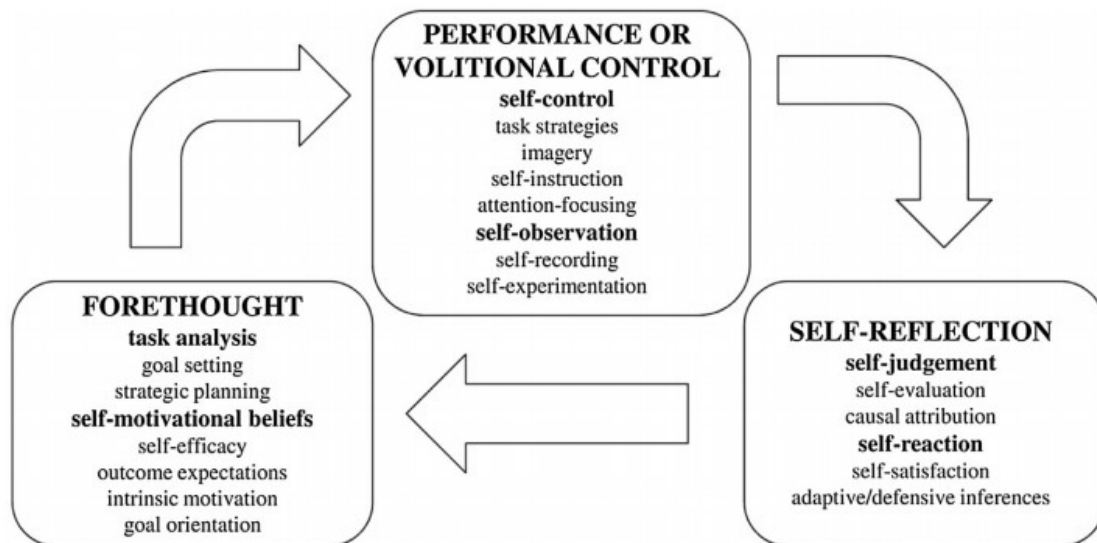 PERFORMANCE OR
VOLITIONAL CONTROL
self-control
task strategies
imagery
self-instruction
attention-focusing
self-observation
self-recording
self-experimentation
FORETHOUGHT
task analysis
goal setting
strategic planning
self-motivational beliefs
self-efficacy
outcome expectations
intrinsic motivation
goal orientation
SELF-REFLECTION
self-judgement
self-evaluation
causal attribution
self-reaction
self-satisfaction
adaptive/defensive inferences